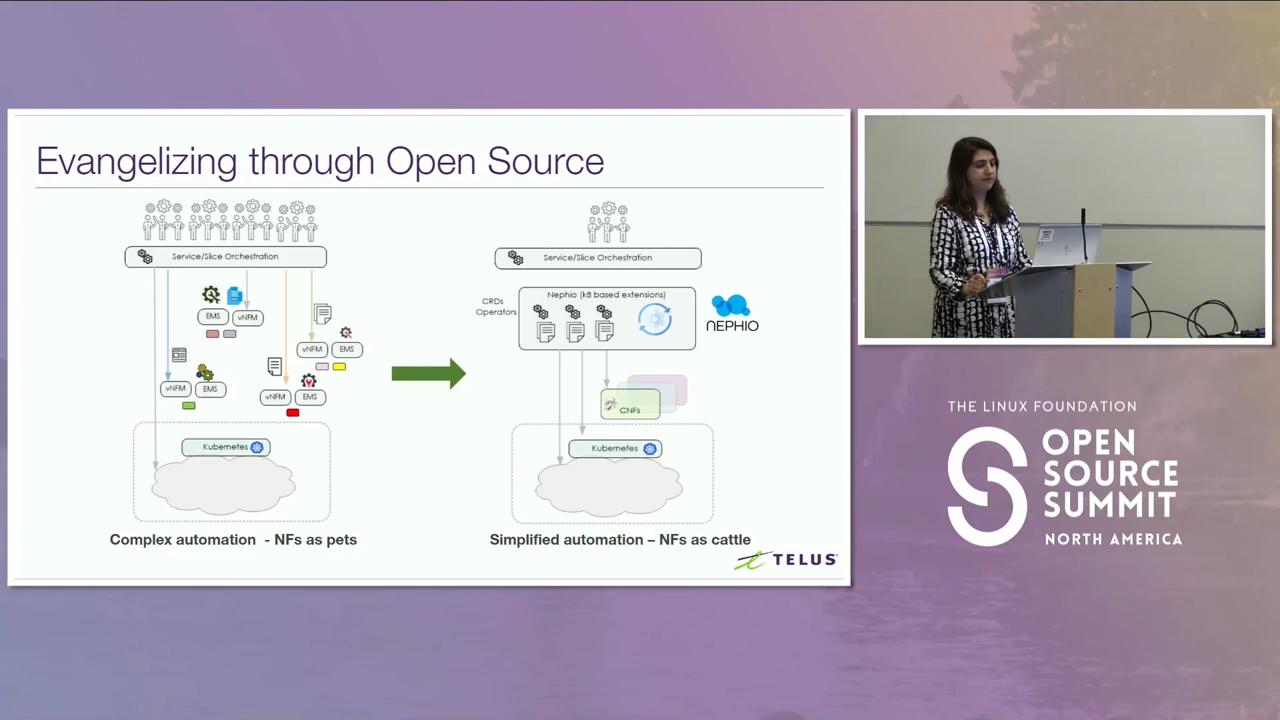 Evangelizing through Open Source
Service/Slice Orchestration
EMS
vNFM
vNFM
EMS
vNFM
EMS
vNFM
EMS
Kubernetes
Complex automation - NFs as pets
Service/Slice Orchestration
CRDs
Operators
Nephio (k8 based extensions)
NEPHIO
CNFs
Kubernetes
Simplified automation – NFs as cattle
TELUS
THE LINUX FOUNDATION
OPEN
SOURCE
SUMMIT
NORTH AMERICA